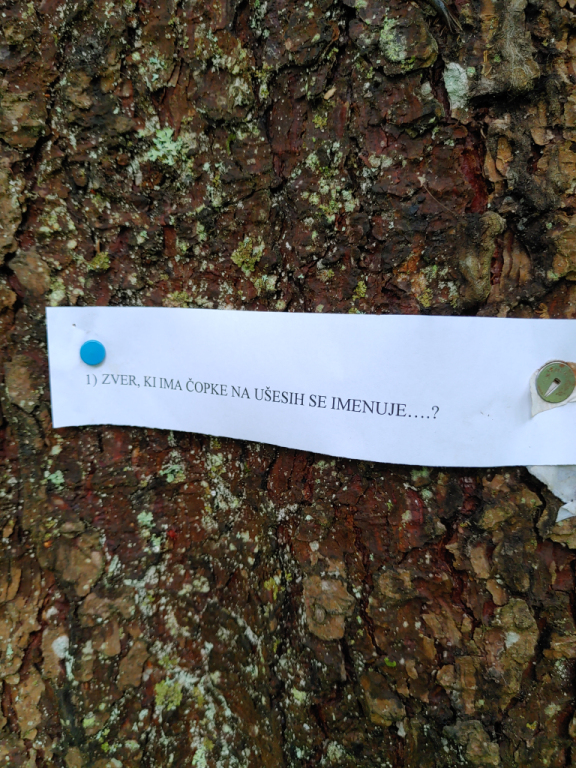 1) ZVER, KI IMA ČOPKE NA UŠESIH SE IMENUJE….?